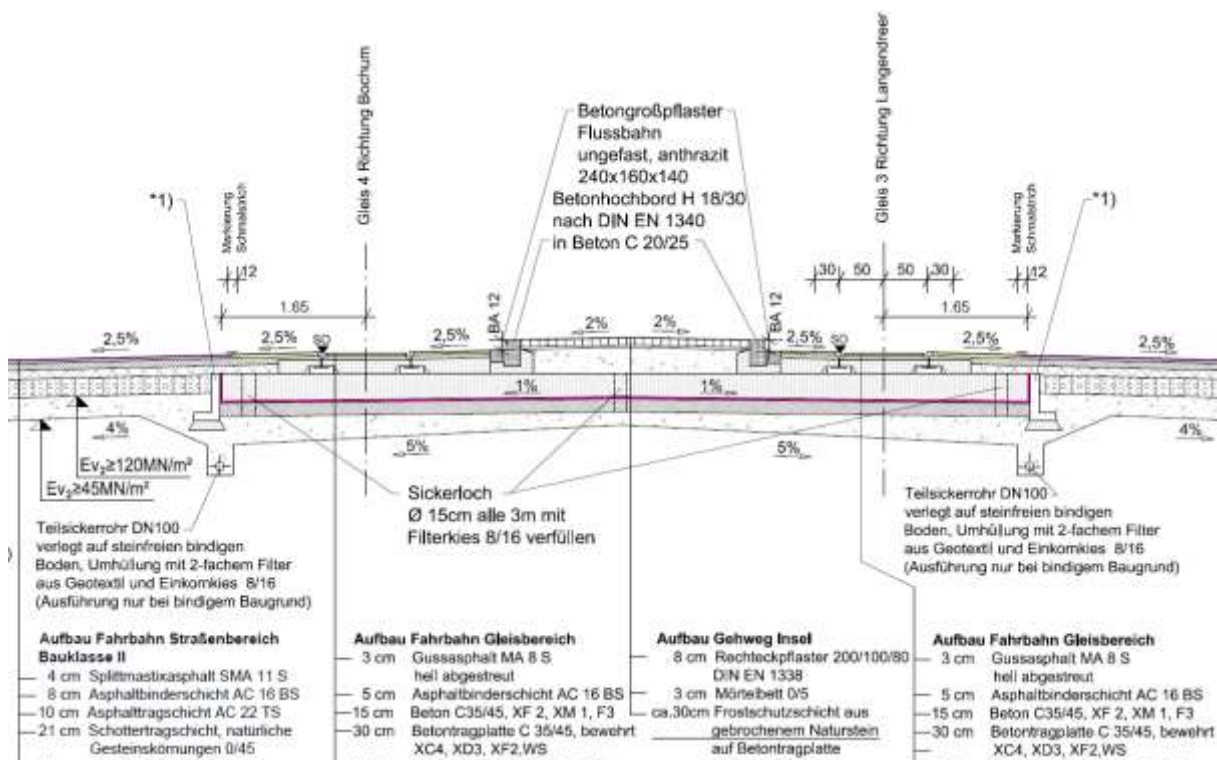 Gleis 4 Richtung Bochum
Gleis 3 Richtung Langendreer
Betongroßpflaster
Flussbahn
ungefast, anthrazit
240x160x140
Betonhochbord H 18/30
nach DIN EN 1340
in Beton C 20/25
*1)
Markierung
Schmalstrich
12
1.65
BA 12
30 50 50 30
BA 12
Markierung
Schmalstrich
12
1.65
*1)
2,5% 2,5% 2,5% 2% 2% 2,5% 2,5% 2,5%
1% 1%
4% 5% 5% 4%
Ev₂≥120MN/m²
Ev₂≥45MN/m²
Sickerloch
Ø 15cm alle 3m mit
Filterkies 8/16 verfüllen
Teilsickerrohr DN100
verlegt auf steinfreien bindigen
Boden, Umhüllung mit 2-fachem Filter
aus Geotextil und Einkornkies 8/16
(Ausführung nur bei bindigem Baugrund)
Teilsickerrohr DN100
verlegt auf steinfreien bindigen
Boden, Umhüllung mit 2-fachem Filter
aus Geotextil und Einkornkies 8/16
(Ausführung nur bei bindigem Baugrund)
Aufbau Fahrbahn Straßenbereich
Bauklasse II
4 cm Splittmastixasphalt SMA 11 S
8 cm Asphaltbinderschicht AC 16 BS
10 cm Asphalttragschicht AC 22 TS
21 cm Schottertragschicht, natürliche
Gesteinskörnungen 0/45
Aufbau Fahrbahn Gleisbereich
3 cm Gussasphalt MA 8 S
hell abgestreut
5 cm Asphaltbinderschicht AC 16 BS
15 cm Beton C35/45, XF 2, XM 1, F3
30 cm Betontragplatte C 35/45, bewehrt
XC4, XD3, XF2,WS
Aufbau Gehweg Insel
8 cm Rechteckpflaster 200/100/80
DIN EN 1338
3 cm Mörtelbett 0/5
ca.30cm Frostschutzschicht aus
gebrochenem Naturstein
auf Betontragplatte
Aufbau Fahrbahn Gleisbereich
3 cm Gussasphalt MA 8 S
hell abgestreut
5 cm Asphaltbinderschicht AC 16 BS
15 cm Beton C35/45, XF 2, XM 1, F3
30 cm Betontragplatte C 35/45, bewehrt
XC4, XD3, XF2,WS